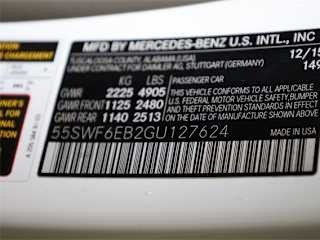 CHARGEMENT
MFD BY MERCEDES-BENZ U.S. INTL., INC
TUSCALOOSA COUNTY, ALABAMA (USA) 12/15
UNDER CONTRACT FOR DAIMLER AG, STUTTGART (GERMANY) 149
KG LBS PASSENGER CAR
GVWR 2225 4905 THIS VEHICLE CONFORMS TO ALL APPLICABLE
GAWR FRONT 1125 2480 U.S. FEDERAL MOTOR VEHICLE SAFETY, BUMPER
GAWR REAR 1140 2513 AND THEFT PREVENTION STANDARDS IN EFFECT
ON THE DATE OF MANUFACTURE SHOWN ABOVE
55SWF6EB2GU127624
MADE IN USA